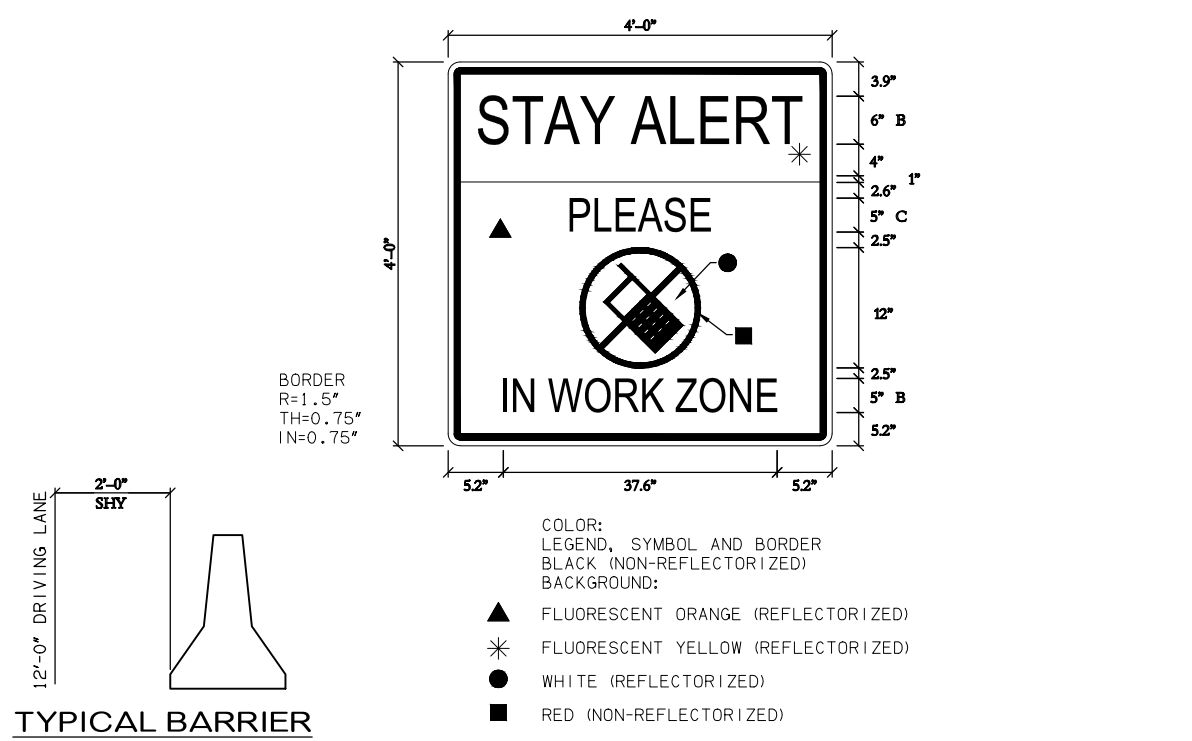 4'-0"
3.9"
STAY ALERT
6" B
4"
1"
2.6"
PLEASE
5" C
2.5"
4'-0"
12"
2.5"
IN WORK ZONE
5" B
5.2"
BORDER
R=1.5"
TH=0.75"
IN=0.75"
5.2" 37.6" 5.2"
2'-0"
SHY
12'-0" DRIVING LANE
TYPICAL BARRIER
COLOR:
LEGEND, SYMBOL AND BORDER
BLACK (NON-REFLECTORIZED)
BACKGROUND:
FLUORESCENT ORANGE (REFLECTORIZED)
FLUORESCENT YELLOW (REFLECTORIZED)
WHITE (REFLECTORIZED)
RED (NON-REFLECTORIZED)